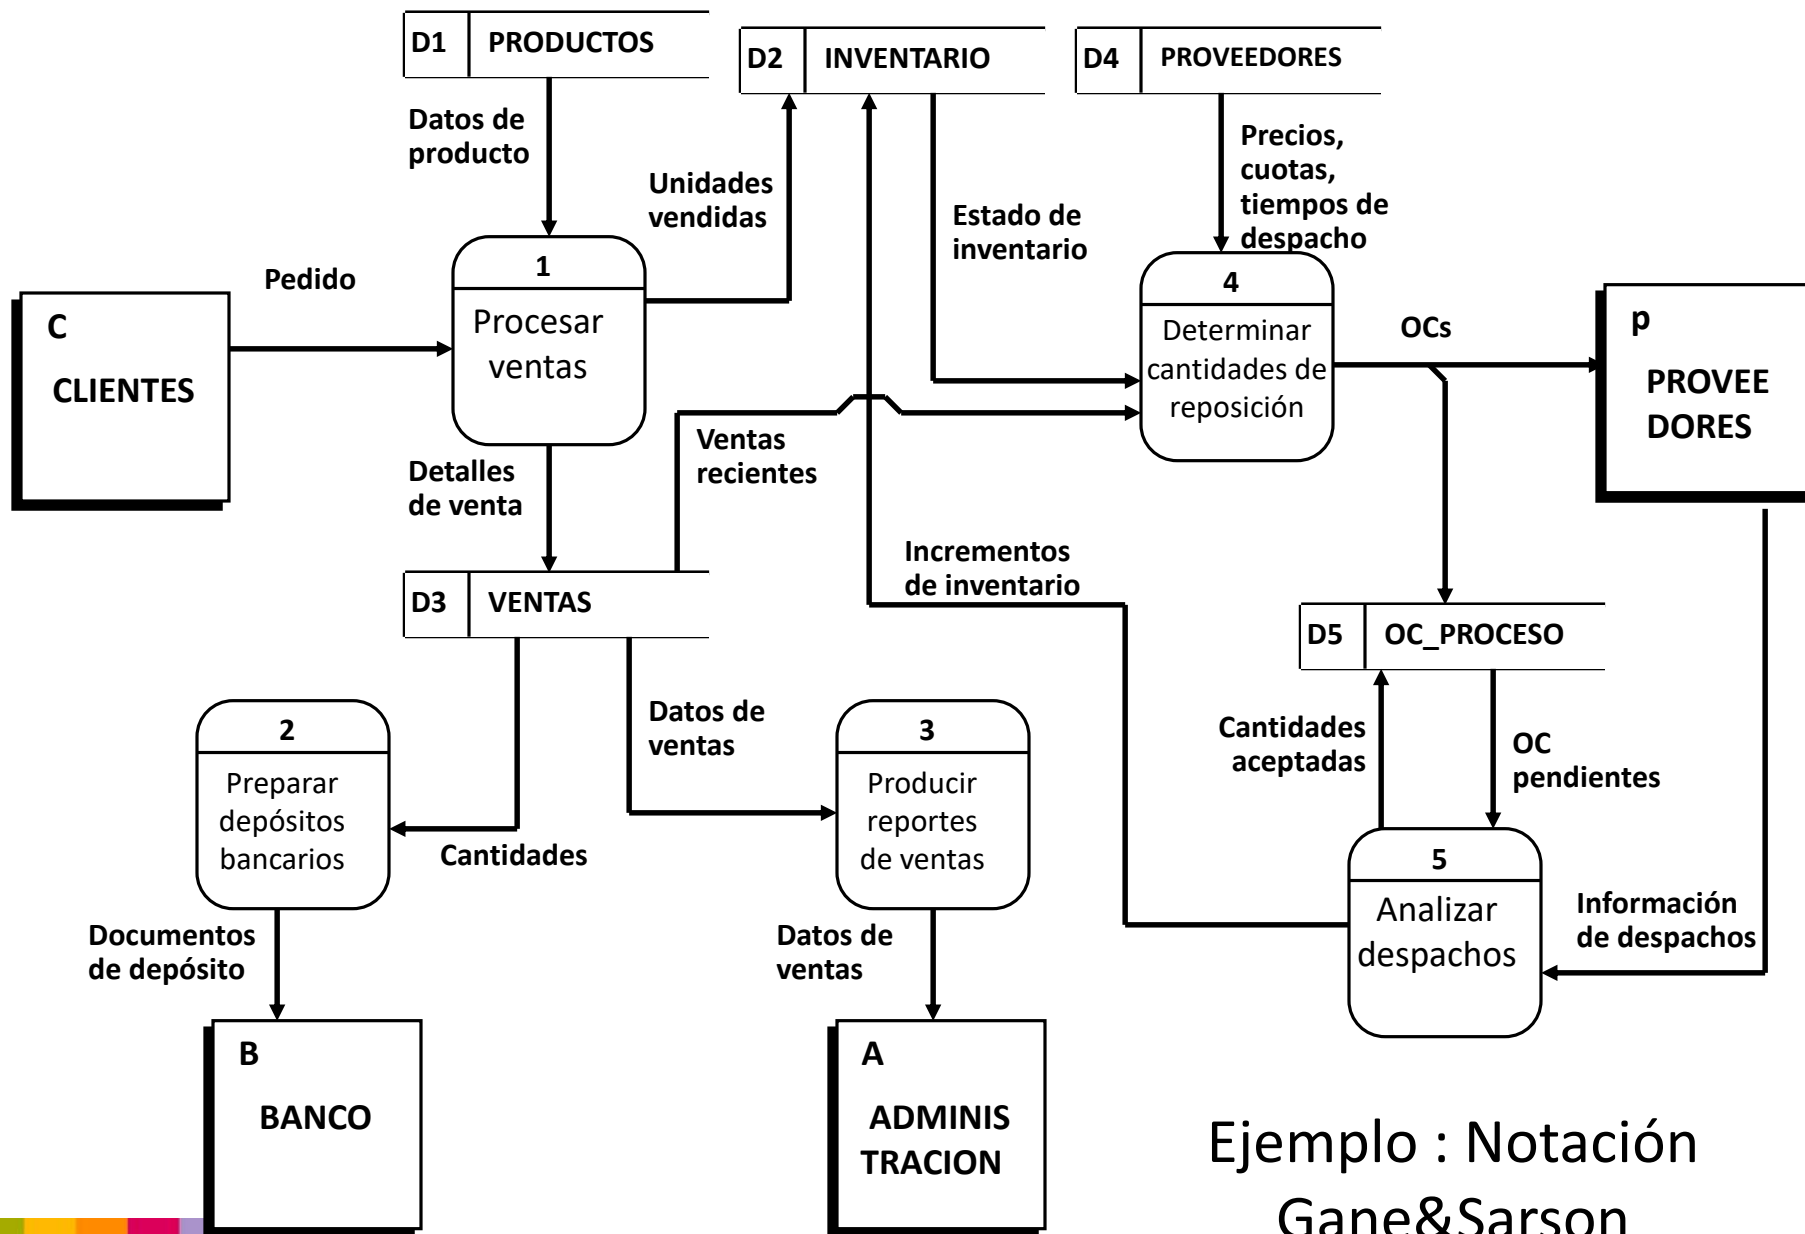 D1 PRODUCTOS
D2 INVENTARIO
D4 PROVEEDORES
Datos de
producto
Unidades
vendidas
Estado de
inventario
Precios,
cuotas,
tiempos de
despacho
Pedido
C
CLIENTES
1
Procesar
ventas
4
Determinar
cantidades de
reposición
OCs
p
PROVEE
DORES
Detalles
de venta
Ventas
recientes
Incrementos
de inventario
D3 VENTAS
D5 OC_PROCESO
2
Preparar
depósitos
bancarios
Cantidades
Datos de
ventas
3
Producir
reportes
de ventas
Cantidades
aceptadas
OC
pendientes
5
Analizar
despachos
Información
de despachos
Documentos
de depósito
Datos de
ventas
B
BANCO
A
ADMINIS
TRACION
Ejemplo : Notación
Gane&Sarson